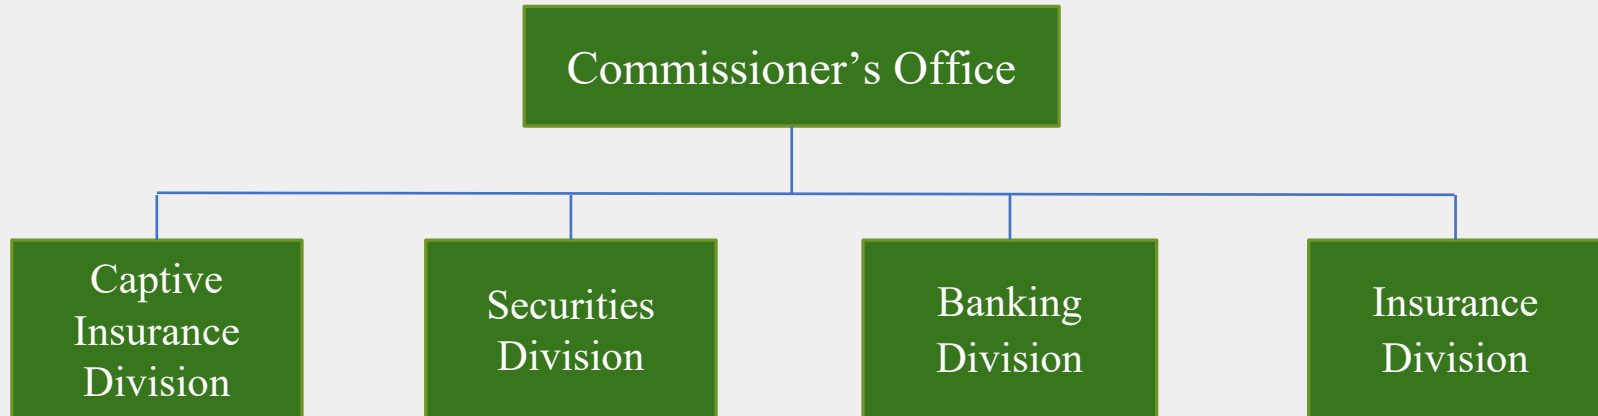 Commissioner’s Office
Captive
Insurance
Division
Securities
Division
Banking
Division
Insurance
Division